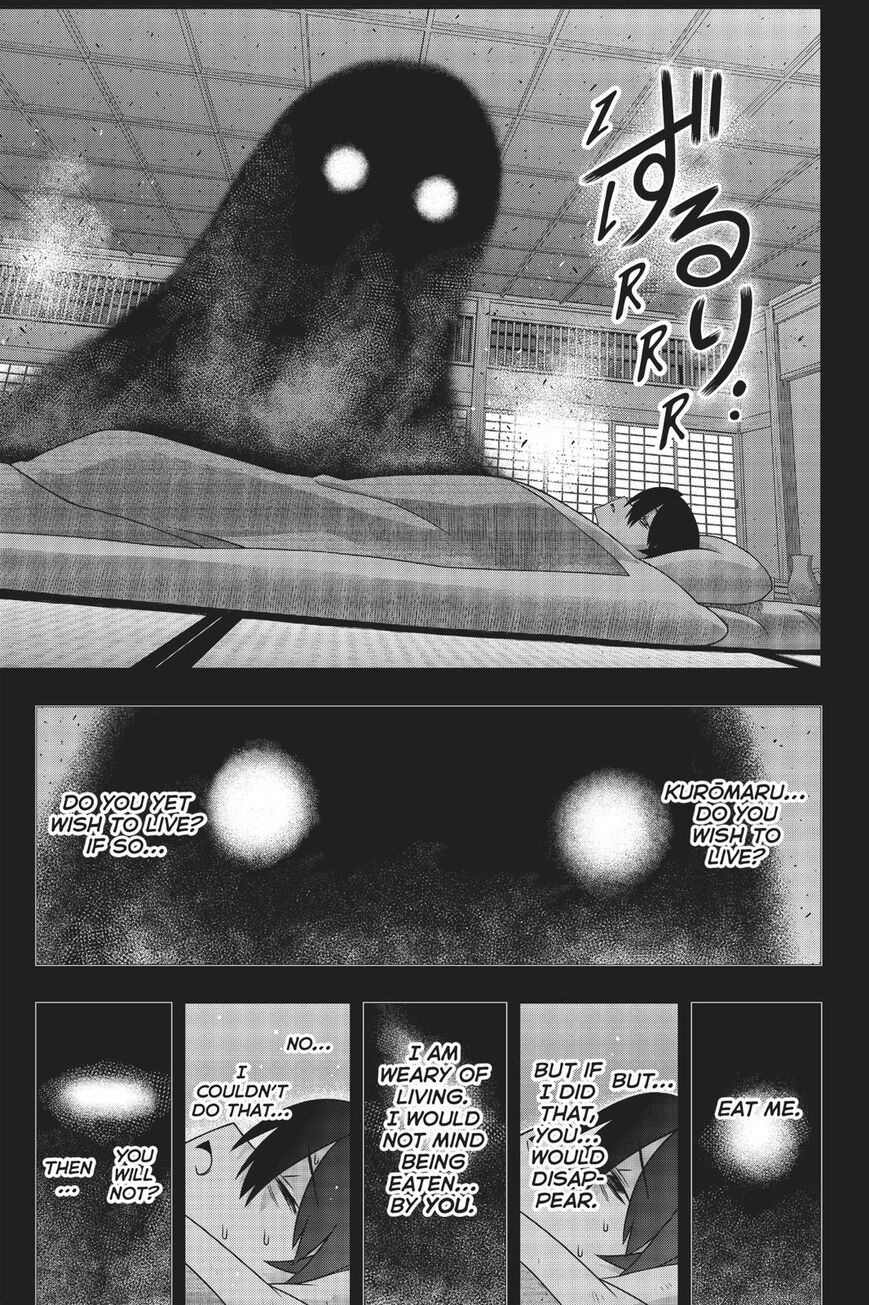 ずるり…
Z
L
R
R
R
KURŌMARU...
DO YOU
WISH TO
LIVE?
DO YOU YET
WISH TO LIVE?
IF SO...
EAT ME.
BUT...
BUT IF
I DID
THAT,
YOU...
WOULD
DISAP-
PEAR.
I AM
WEARY OF
LIVING.
I WOULD
NOT MIND
BEING
EATEN...
BY YOU.
NO...
I
COULDN'T
DO THAT...
YOU
WILL
NOT?
THEN
...